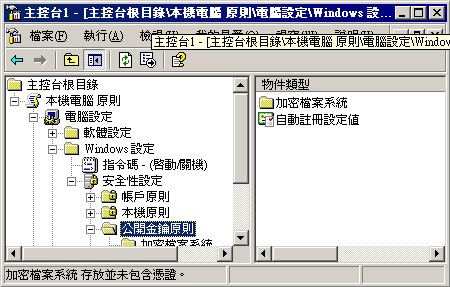 主控台1 - [主控台根目錄\本機電腦 原則\電腦設定\Windows 設...
檔案(F) 執行(A)
主控台1 - [主控台根目錄\本機電腦 原則\電腦設定\Window
主控台根目錄
本機電腦 原則
電腦設定
軟體設定
Windows 設定
指令碼 - (啟動/關機)
安全性設定
帳戶原則
本機原則
公開金鑰原則
加密檔案系統
物件類型
加密檔案系統
自動註冊設定值
加密檔案系統 存放並未包含憑證。